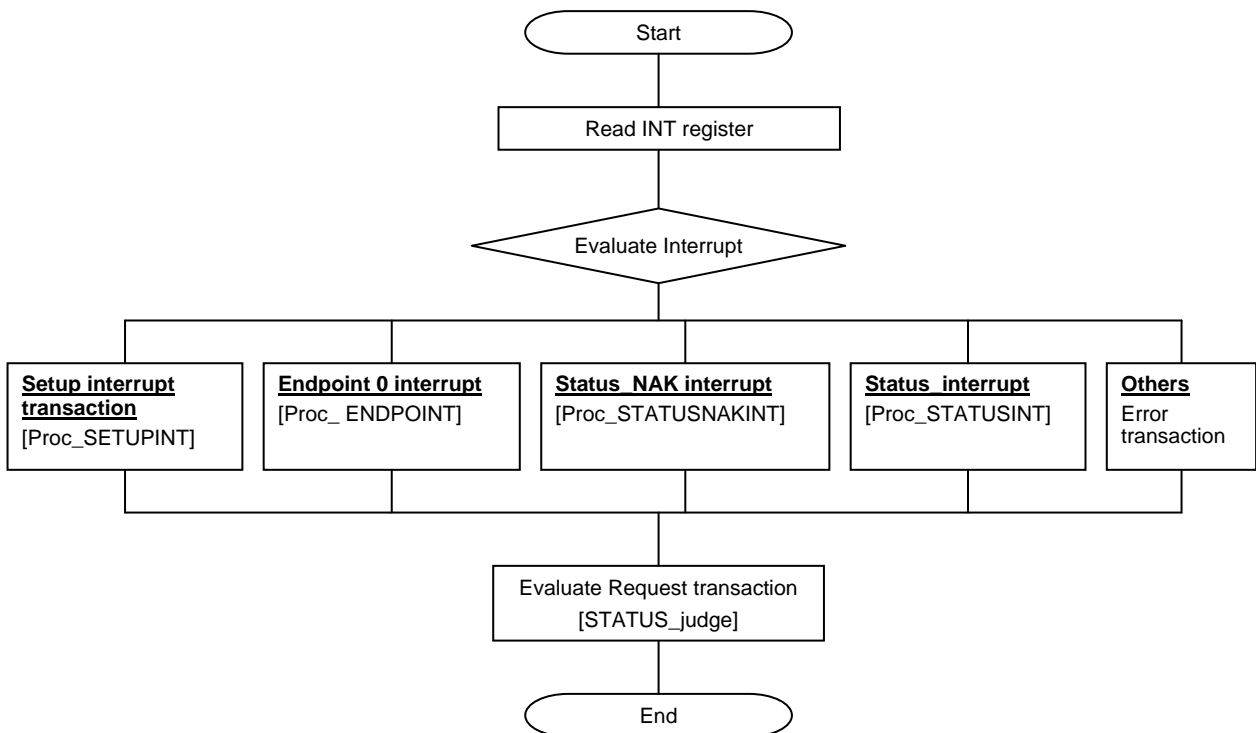 Start
Read INT register
Evaluate Interrupt
Setup interrupt
transaction
[Proc_SETUPINT]
Endpoint 0 interrupt
[Proc_ ENDPOINT]
Status_NAK interrupt
[Proc_STATUSNAKINT]
Status_interrupt
[Proc_STATUSINT]
Others
Error
transaction
Evaluate Request transaction
[STATUS_judge]
End